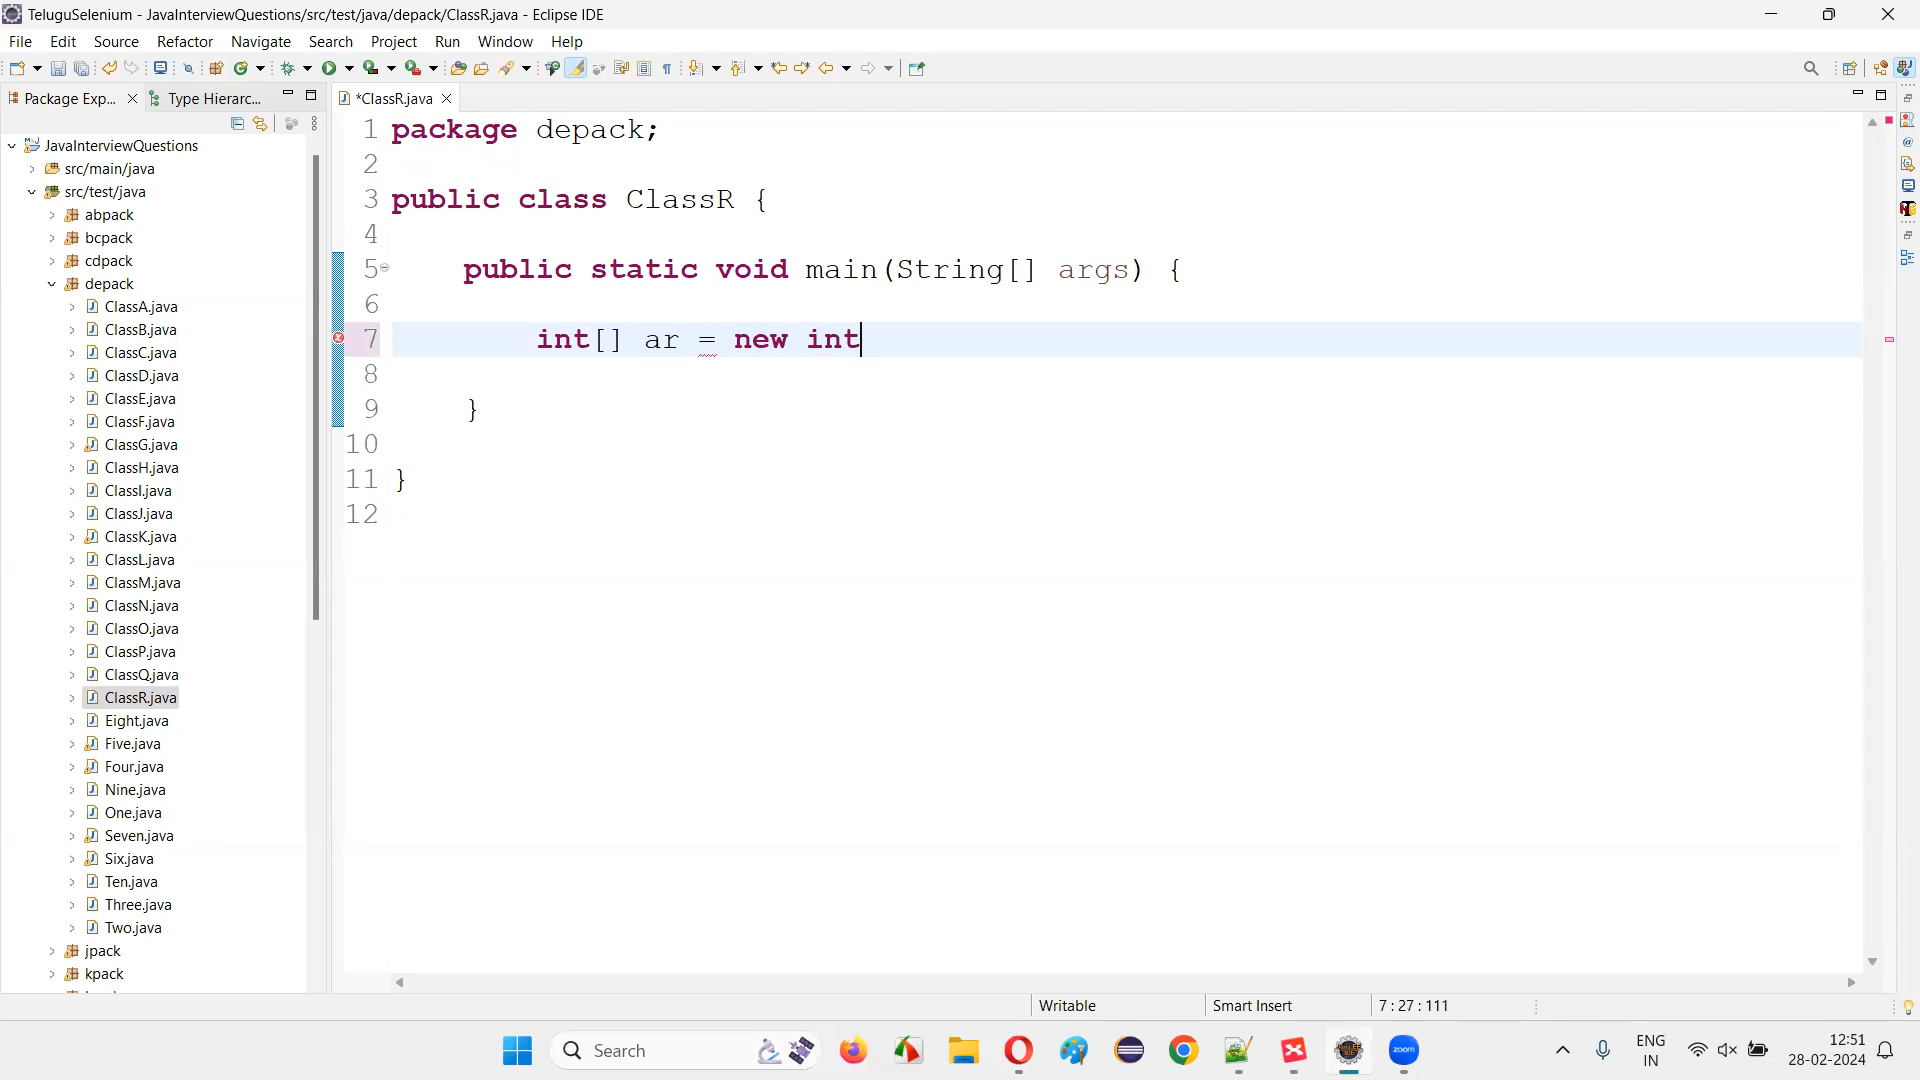 TeluguSelenium - JavaInterviewQuestions/src/test/java/depack/ClassR.java - Eclipse IDE
File Edit Source Refactor Navigate Search Project Run Window Help
Package Exp... Type Hierarc... *ClassR.java
JavaInterviewQuestions
src/main/java
src/test/java
abpack
bcpack
cdpack
depack
ClassA.java
ClassB.java
ClassC.java
ClassD.java
ClassE.java
ClassF.java
ClassG.java
ClassH.java
ClassI.java
ClassJ.java
ClassK.java
ClassL.java
ClassM.java
ClassN.java
ClassO.java
ClassP.java
ClassQ.java
ClassR.java
Eight.java
Five.java
Four.java
Nine.java
One.java
Seven.java
Six.java
Ten.java
Three.java
Two.java
jpack
kpack
1 package depack;
2
3 public class ClassR {
4
5 public static void main(String[] args) {
6
7 int[] ar = new int
8
9 }
10
11 }
12
Writable Smart Insert 7 : 27 : 111
Search
zoom
ENG
IN
12:51
28-02-2024